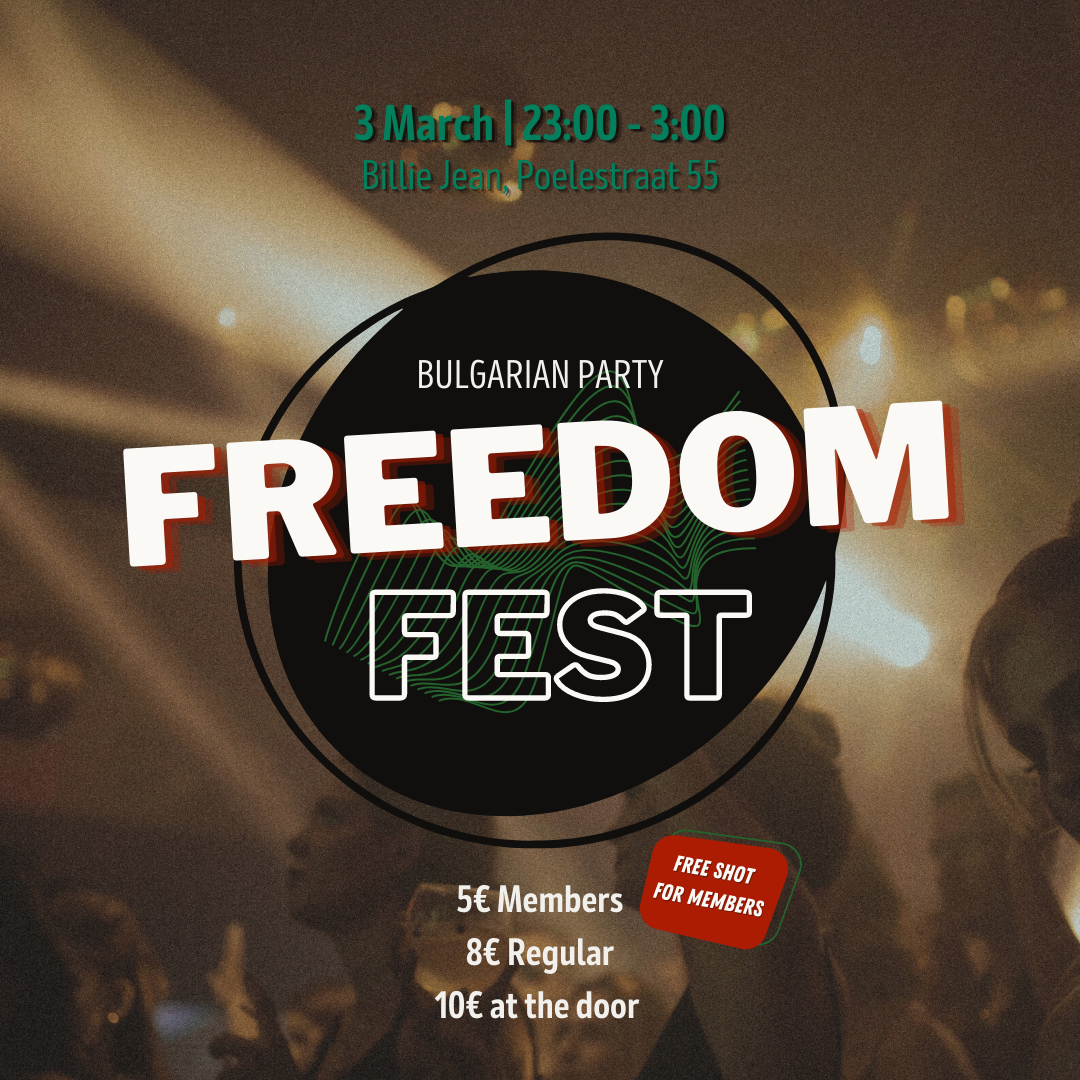 3 March | 23:00 - 3:00
Billie Jean, Poelestraat 55
BULGARIAN PARTY
FREEDOM
FEST
FREE SHOT
FOR MEMBERS
5€ Members
8€ Regular
10€ at the door